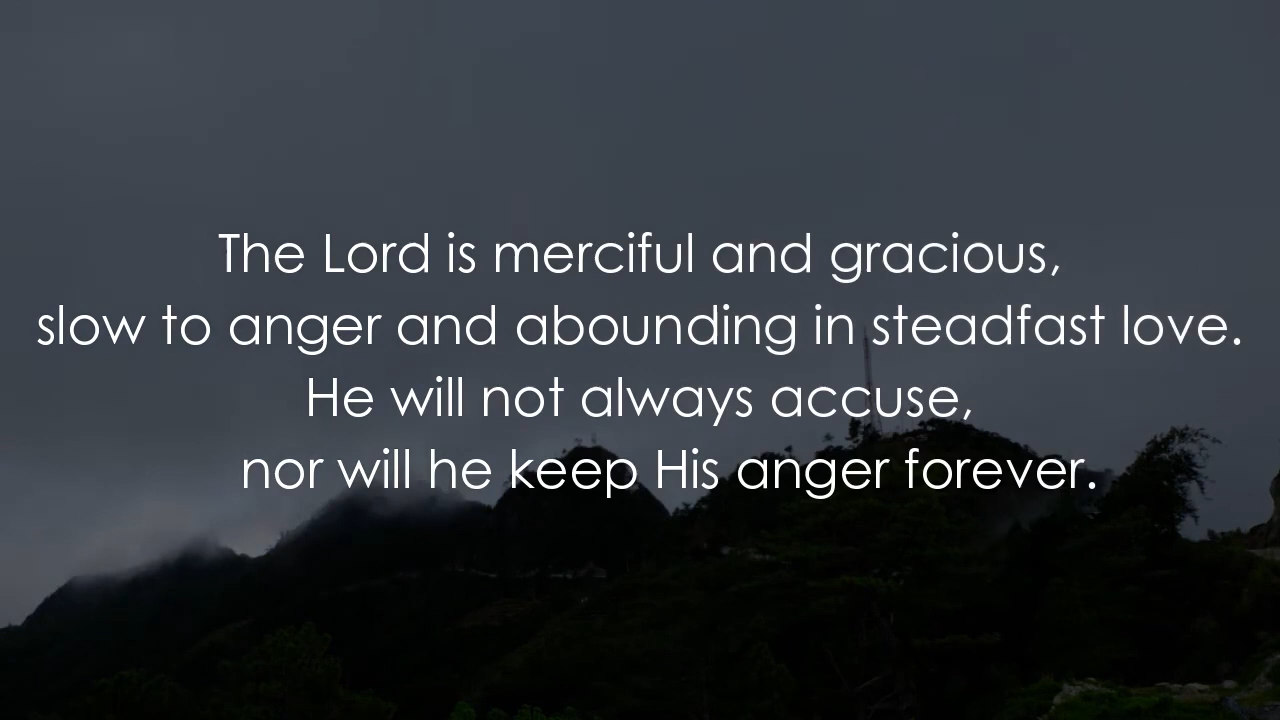 The Lord is merciful and gracious,
slow to anger and abounding in steadfast love.
He will not always accuse,
nor will he keep His anger forever.